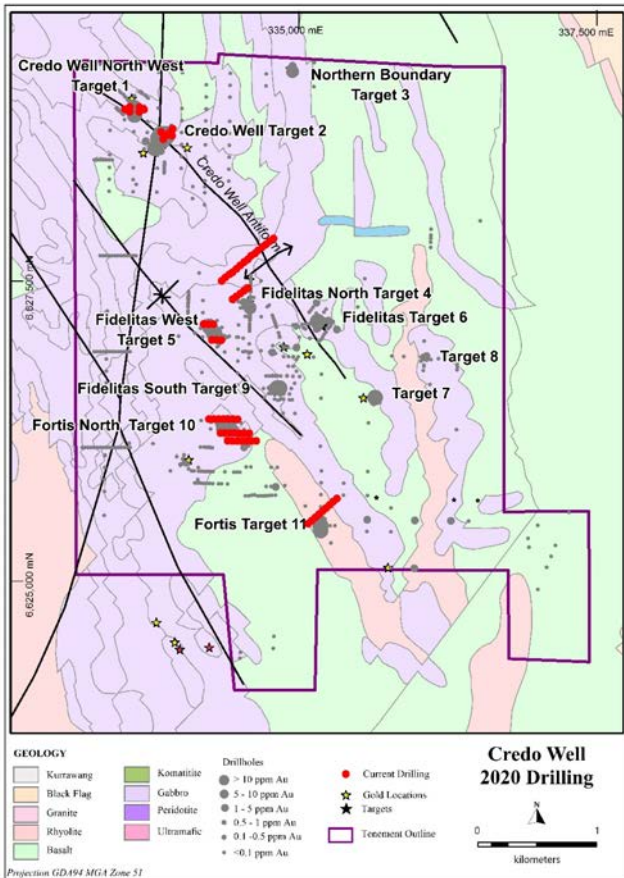 335,000 mE
337,500 mE
Credo Well North West
Target 1
Northern Boundary
Target 3
Credo Well Target 2
Credo Well Antiform
6,627,500 mN
Fidelitas North Target 4
Fidelitas West
Target 5
Fidelitas Target 6
Target 8
Fidelitas South Target 9
Target 7
Fortis North Target 10
Fortis Target 11
6,625,000 mN
GEOLOGY
Kurrawang
Black Flag
Granite
Rhyolite
Basalt
Komatitite
Gabbro
Peridotite
Ultramafic
Drillholes
> 10 ppm Au
5 - 10 ppm Au
1 - 5 ppm Au
0.5 - 1 ppm Au
0.1 -0.5 ppm Au
<0.1 ppm Au
Current Drilling
Gold Locations
Targets
Tenement Outline
Credo Well
2020 Drilling
N
0 1
kilometers
Projection GDA94 MGA Zone 51